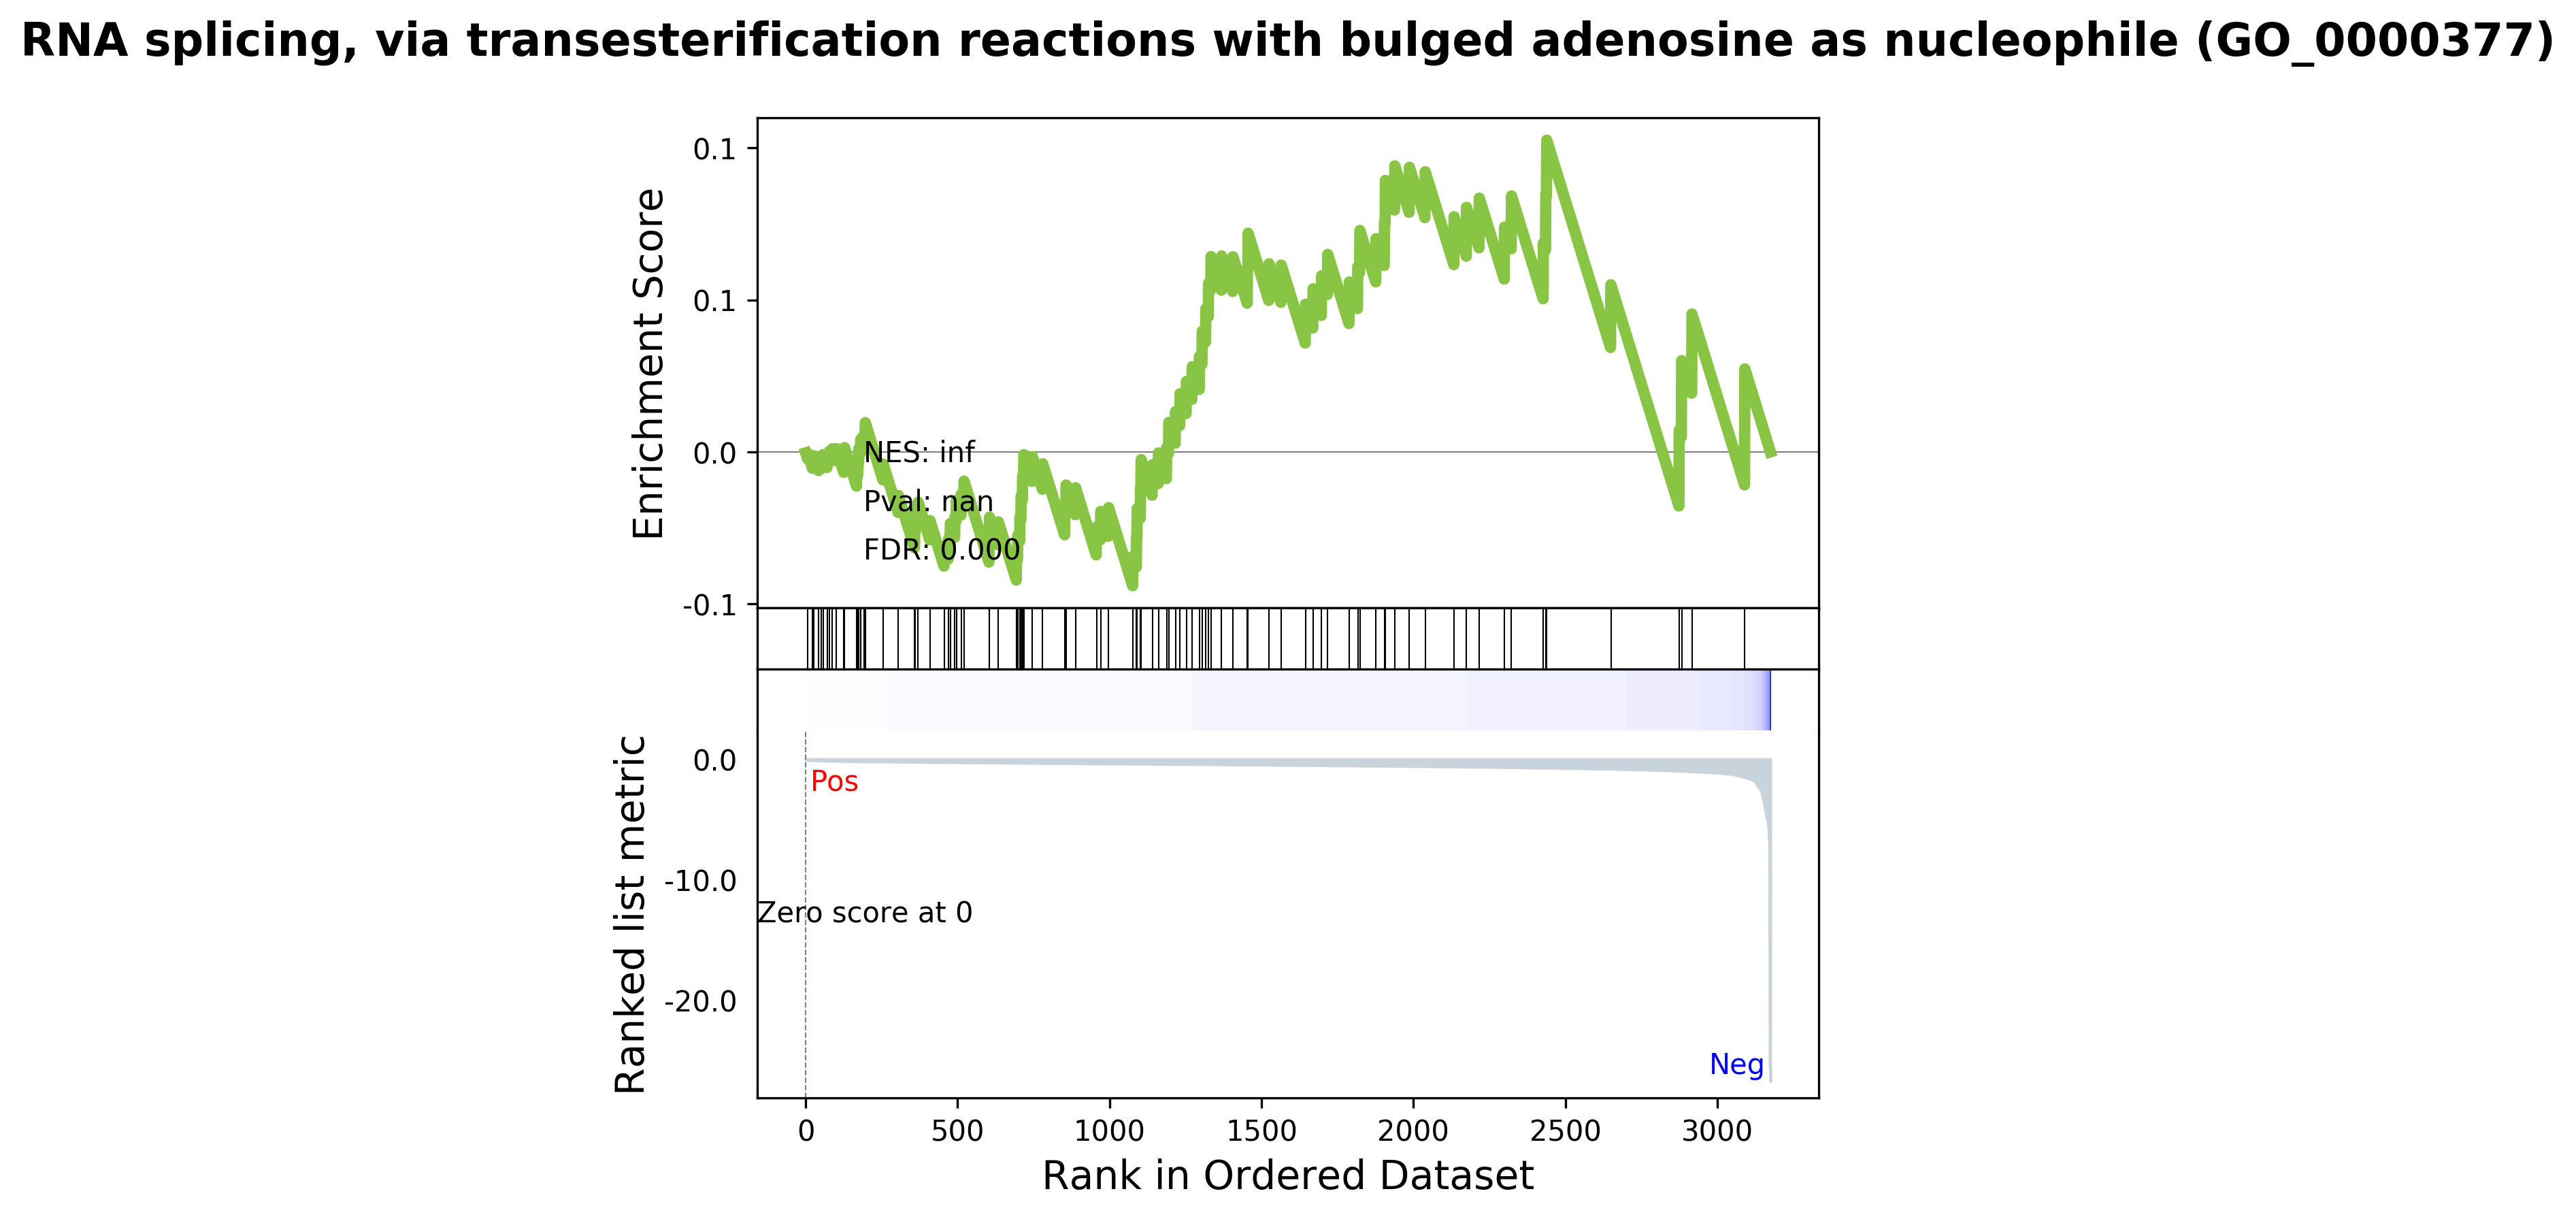 RNA splicing, via transesterification reactions with bulged adenosine as nucleophile (GO_0000377)
Enrichment Score
0.1
0.1
0.0
-0.1
NES: inf
Pval: nan
FDR: 0.000
Ranked list metric
0.0
-10.0
-20.0
Pos
Zero score at 0
Neg
0 500 1000 1500 2000 2500 3000
Rank in Ordered Dataset